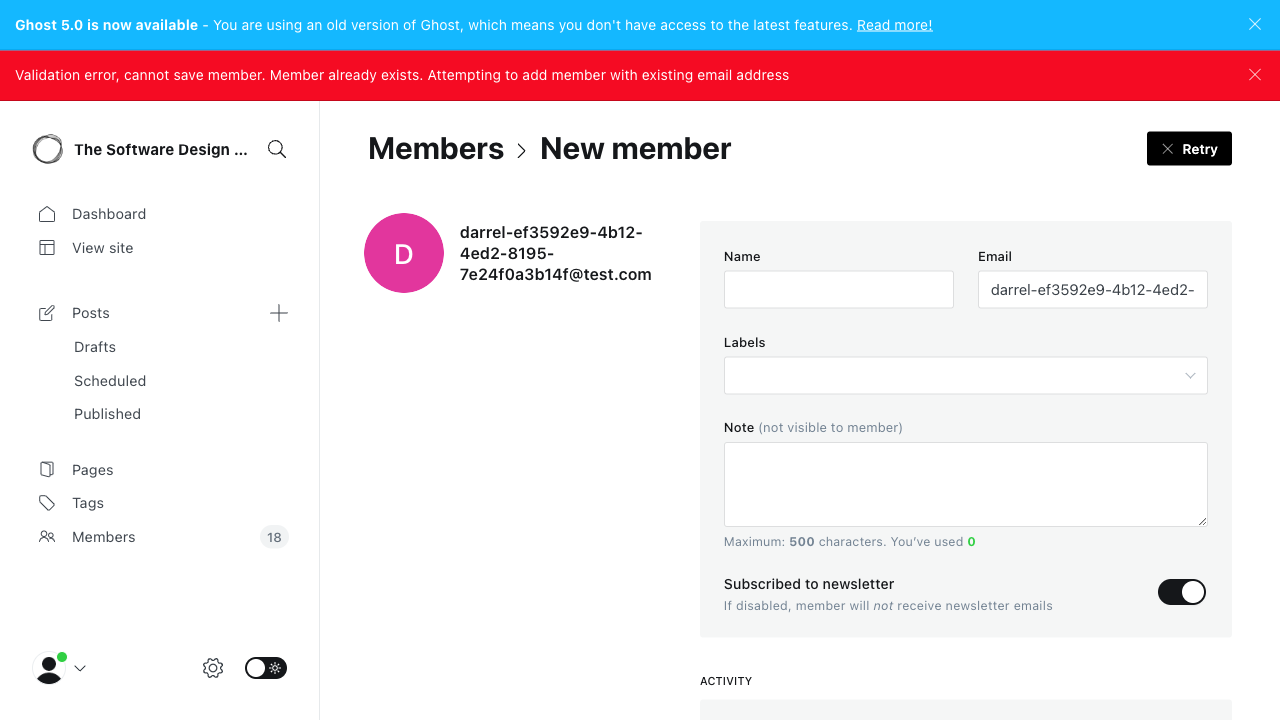 Ghost 5.0 is now available - You are using an old version of Ghost, which means you don't have access to the latest features. Read more!
Validation error, cannot save member. Member already exists. Attempting to add member with existing email address
The Software Design ...
Dashboard
View site
Posts
Drafts
Scheduled
Published
Pages
Tags
Members
18
Members
New member
Retry
D
darrel-ef3592e9-4b12-
4ed2-8195-
7e24f0a3b14f@test.com
Name
Email
darrel-ef3592e9-4b12-4ed2-
Labels
Note (not visible to member)
Maximum: 500 characters. You've used 0
Subscribed to newsletter
If disabled, member will not receive newsletter emails
ACTIVITY